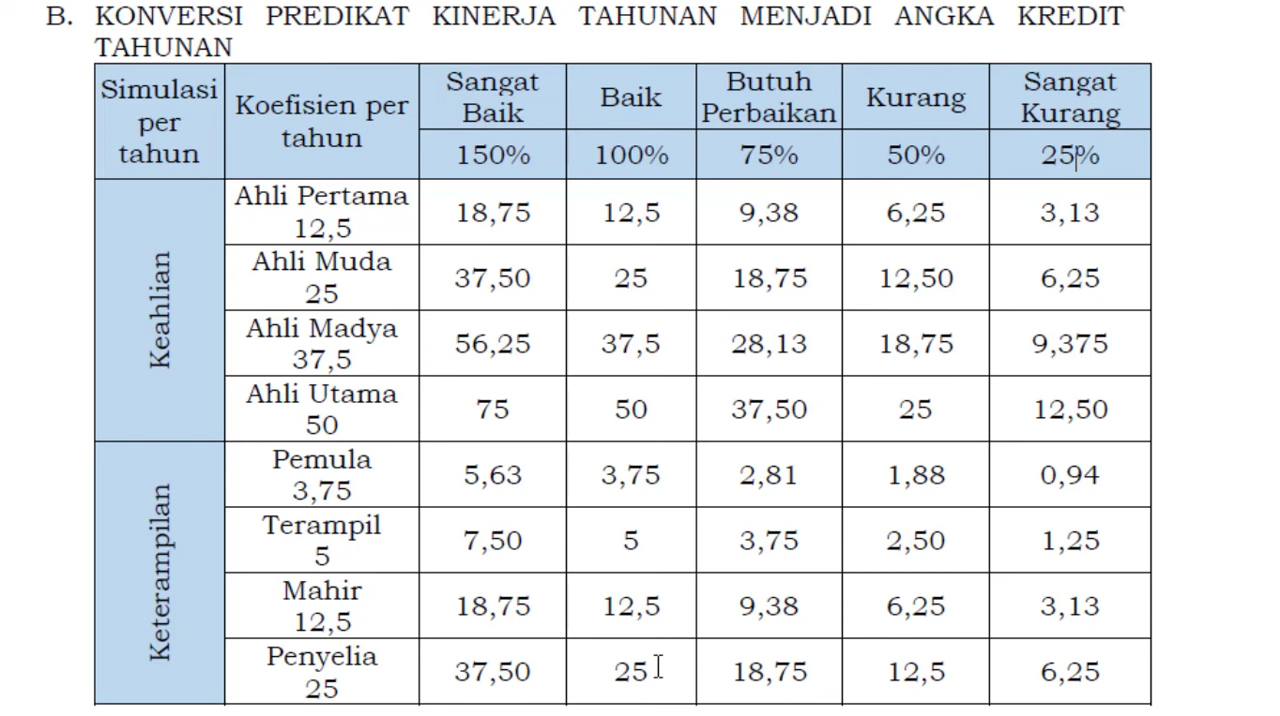 B. KONVERSI PREDIKAT KINERJA TAHUNAN MENJADI ANGKA KREDIT
TAHUNAN
Simulasi per tahun Koefisien per tahun Sangat Baik Baik Butuh Perbaikan Kurang Sangat Kurang
150% 100% 75% 50% 25%
Keahlian
Ahli Pertama
12,5 18,75 12,5 9,38 6,25 3,13
Ahli Muda
25 37,50 25 18,75 12,50 6,25
Ahli Madya
37,5 56,25 37,5 28,13 18,75 9,375
Ahli Utama
50 75 50 37,50 25 12,50
Keterampilan
Pemula
3,75 5,63 3,75 2,81 1,88 0,94
Terampil
5 7,50 5 3,75 2,50 1,25
Mahir
12,5 18,75 12,5 9,38 6,25 3,13
Penyelia
25 37,50 25 18,75 12,5 6,25